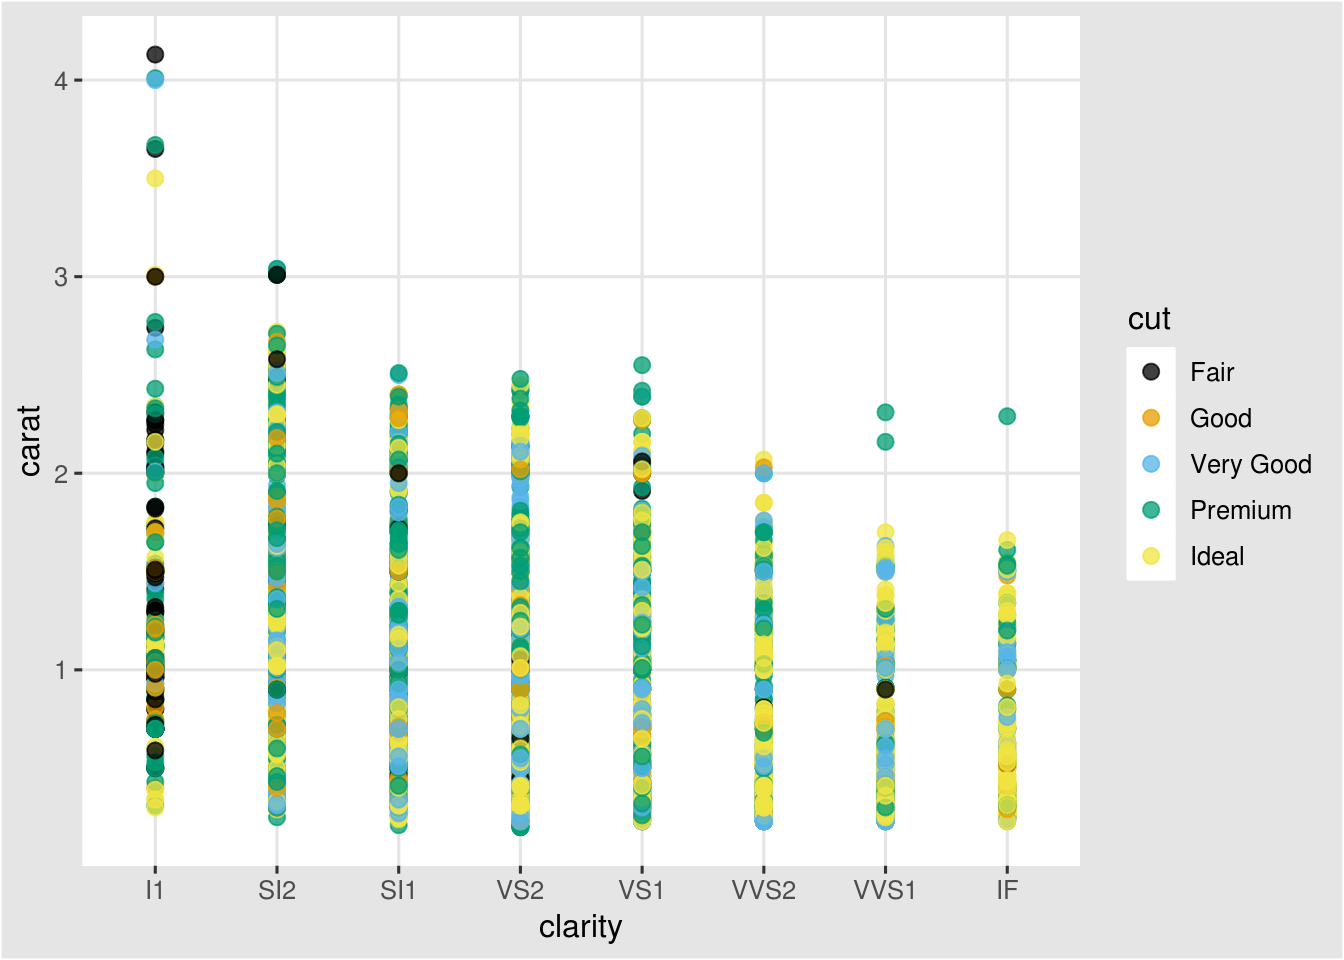 4
3
2
1
carat
I1 SI2 SI1 VS2 VS1 VVS2 VVS1 IF
clarity
cut
Fair
Good
Very Good
Premium
Ideal